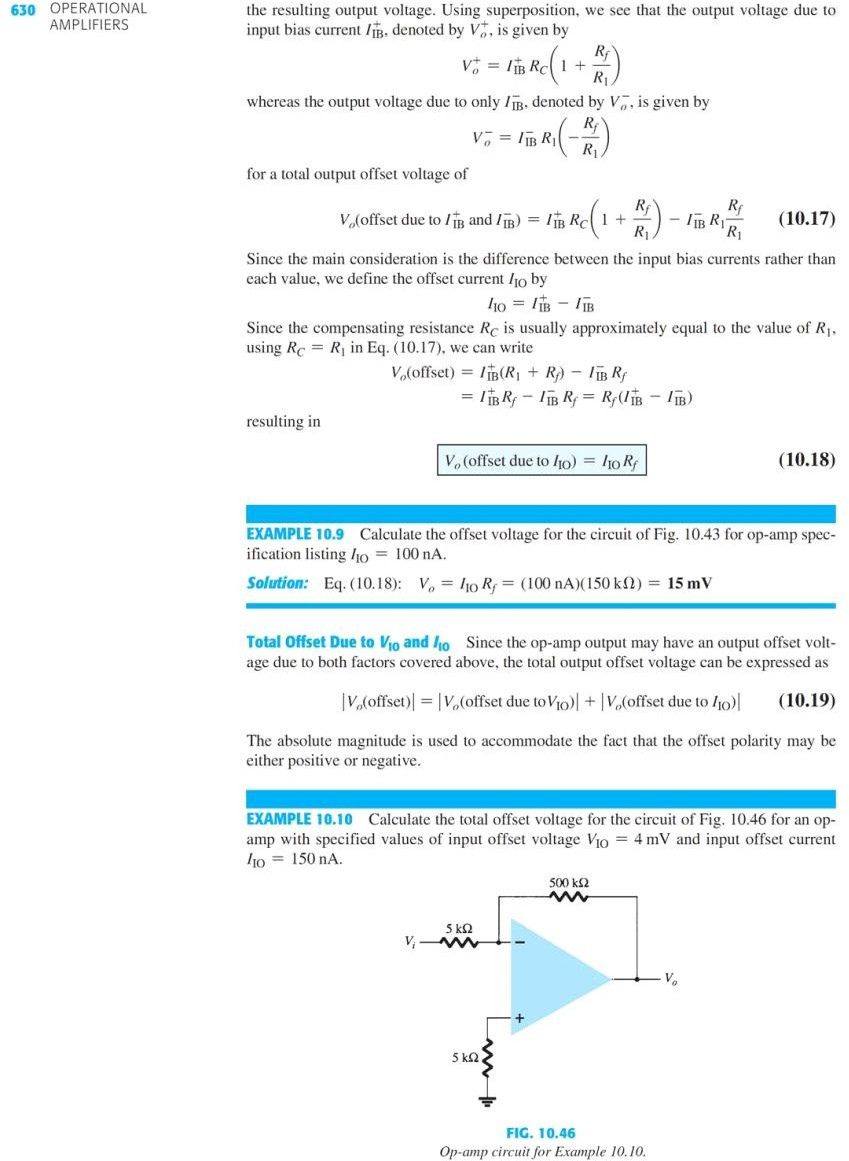 630 OPERATIONAL
AMPLIFIERS
the resulting output voltage. Using superposition, we see that the output voltage due to
input bias current I⁺IB, denoted by V⁺o, is given by
V⁺o = I⁺IB RC(1 + Rf/R1)
whereas the output voltage due to only I⁻IB, denoted by V⁻o, is given by
V⁻o = I⁻IB R1(−Rf/R1)
for a total output offset voltage of
Vo(offset due to I⁺IB and I⁻IB) = I⁺IB RC(1 + Rf/R1) − I⁻IB R1 Rf/R1 (10.17)
Since the main consideration is the difference between the input bias currents rather than
each value, we define the offset current IIO by
IIO = I⁺IB − I⁻IB
Since the compensating resistance RC is usually approximately equal to the value of R1,
using RC = R1 in Eq. (10.17), we can write
Vo(offset) = I⁺IB(R1 + Rf) − I⁻IB Rf
= I⁺IB Rf − I⁻IB Rf = Rf(I⁺IB − I⁻IB)
resulting in
Vo (offset due to IIO) = IIO Rf (10.18)
EXAMPLE 10.9 Calculate the offset voltage for the circuit of Fig. 10.43 for op-amp spec-
ification listing IIO = 100 nA.
Solution: Eq. (10.18): Vo = IIO Rf = (100 nA)(150 kΩ) = 15 mV
Total Offset Due to VIO and IIO Since the op-amp output may have an output offset volt-
age due to both factors covered above, the total output offset voltage can be expressed as
|Vo(offset)| = |Vo(offset due to VIO)| + |Vo(offset due to IIO)| (10.19)
The absolute magnitude is used to accommodate the fact that the offset polarity may be
either positive or negative.
EXAMPLE 10.10 Calculate the total offset voltage for the circuit of Fig. 10.46 for an op-
amp with specified values of input offset voltage VIO = 4 mV and input offset current
IIO = 150 nA.
500 kΩ
5 kΩ
Vi
−
Vo
+
5 kΩ
FIG. 10.46
Op-amp circuit for Example 10.10.